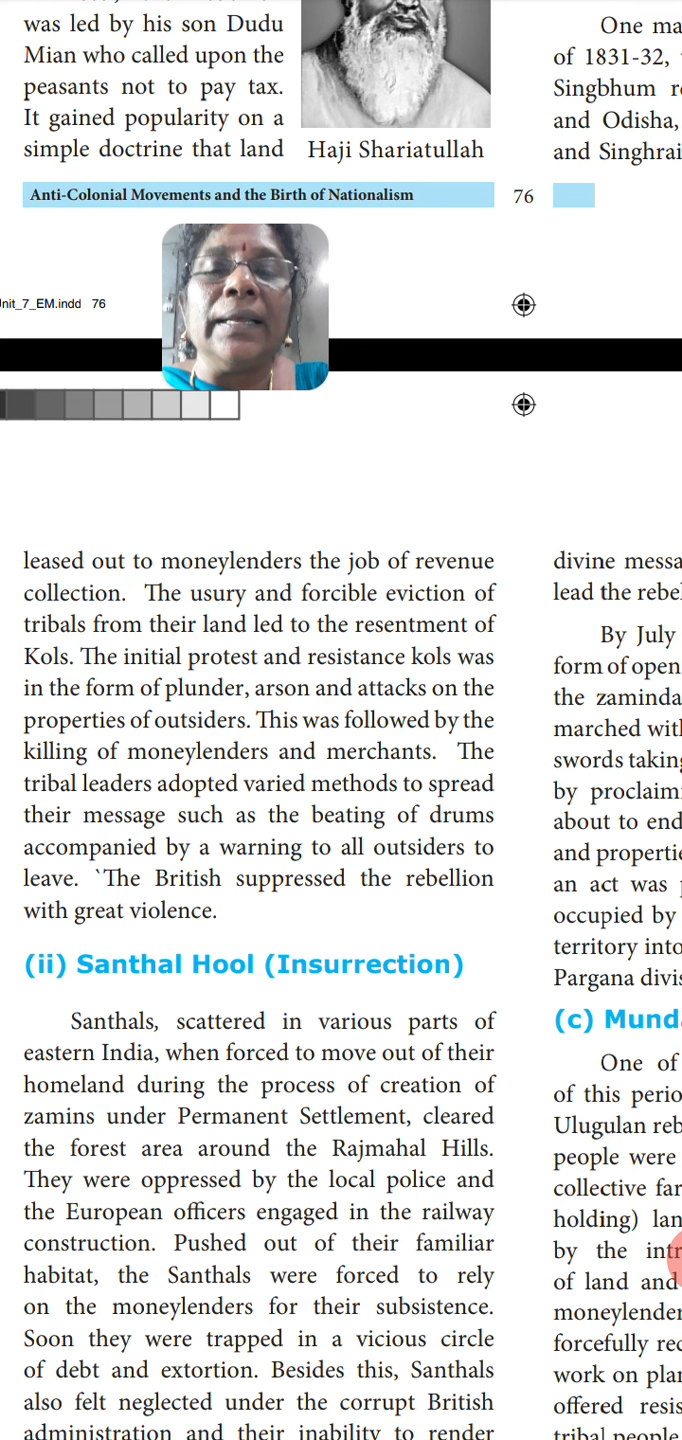 was led by his son Dudu
Mian who called upon the
peasants not to pay tax.
It gained popularity on a
simple doctrine that land
Haji Shariatullah
Anti-Colonial Movements and the Birth of Nationalism
76
nit_7_EM.indd 76
leased out to moneylenders the job of revenue
collection. The usury and forcible eviction of
tribals from their land led to the resentment of
Kols. The initial protest and resistance kols was
in the form of plunder, arson and attacks on the
properties of outsiders. This was followed by the
killing of moneylenders and merchants. The
tribal leaders adopted varied methods to spread
their message such as the beating of drums
accompanied by a warning to all outsiders to
leave. `The British suppressed the rebellion
with great violence.
(ii) Santhal Hool (Insurrection)
Santhals, scattered in various parts of
eastern India, when forced to move out of their
homeland during the process of creation of
zamins under Permanent Settlement, cleared
the forest area around the Rajmahal Hills.
They were oppressed by the local police and
the European officers engaged in the railway
construction. Pushed out of their familiar
habitat, the Santhals were forced to rely
on the moneylenders for their subsistence.
Soon they were trapped in a vicious circle
of debt and extortion. Besides this, Santhals
also felt neglected under the corrupt British
administration and their inability to render
One ma
of 1831-32,
Singbhum re
and Odisha,
and Singhrai
divine messa
lead the rebel
By July
form of open
the zaminda
marched with
swords taking
by proclaim
about to end
and propertie
an act was
occupied by
territory into
Pargana divis
(c) Munda
One of
of this perio
Ulugulan reb
people were
collective far
holding) lan
by the intr
of land and
moneylender
forcefully rec
work on plan
offered resis
tribal people